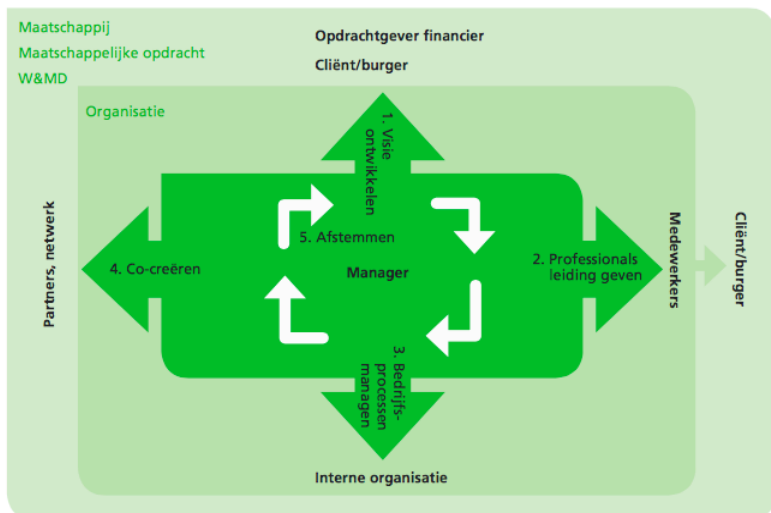 Maatschappij
Maatschappelijke opdracht
W&MD
Opdrachtgever financier
Cliënt/burger
Organisatie
1. Visie
ontwikkelen
5. Afstemmen
Manager
4. Co-creëren
Partners, netwerk
2. Professionals
leiding geven
Medewerkers
Cliënt/burger
3. Bedrijfs-
processen
managen
Interne organisatie